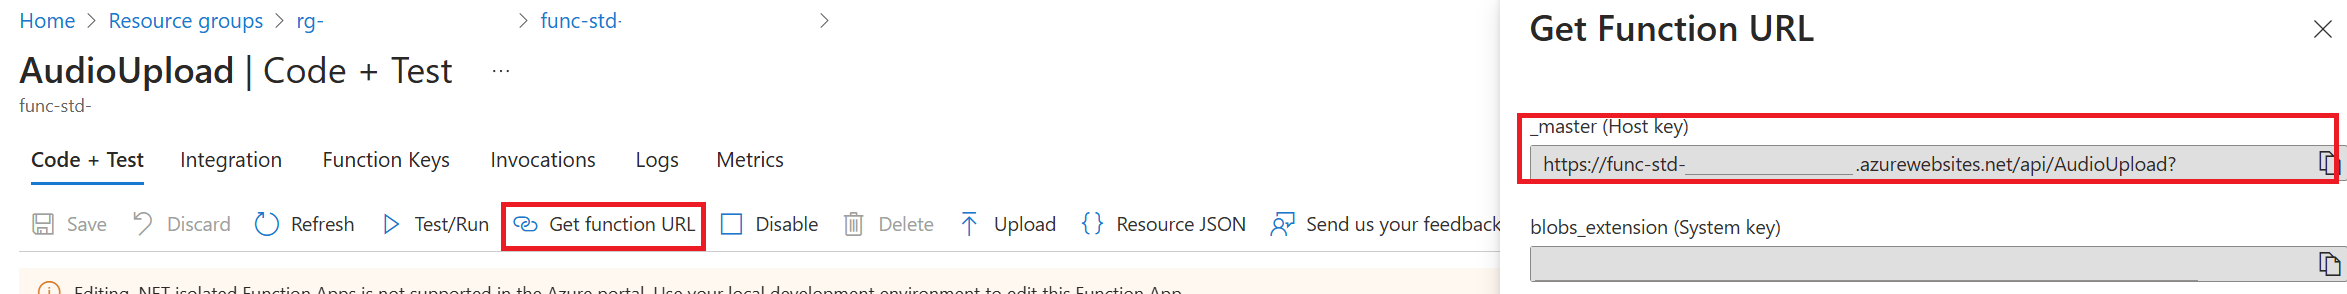 Home > Resource groups > rg- > func-std- >
AudioUpload | Code + Test ...
func-std-
Code + Test Integration Function Keys Invocations Logs Metrics
Save Discard Refresh Test/Run Get function URL Disable Delete Upload Resource JSON Send us your feedback
Editing .NET isolated Function Apps is not supported in the Azure portal. Use your local development environment to edit this Function App.
Get Function URL
_master (Host key)
https://func-std-________________.azurewebsites.net/api/AudioUpload?
blobs_extension (System key)